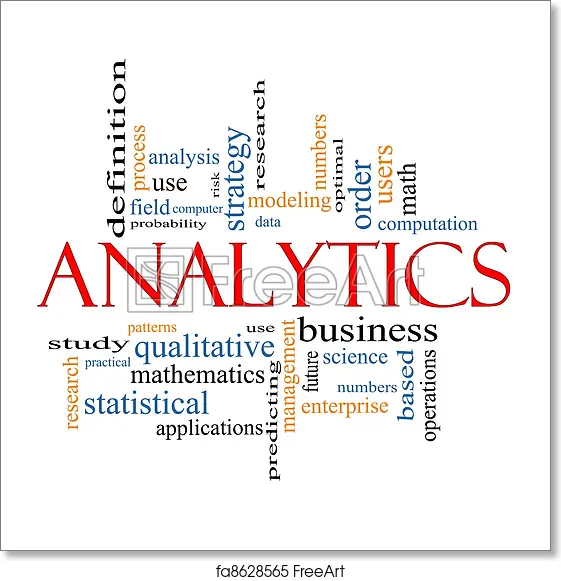 definition
process
analysis
use
risk
strategy
research
field
computer
probability
modeling
data
numbers
optimal
order
users
math
computation
ANALYTICS
FreeArt
patterns
use
business
study
practical
qualitative
mathematics
research
statistical
applications
predicting
management
future
science
numbers
enterprise
based
operations
fa8628565 FreeArt